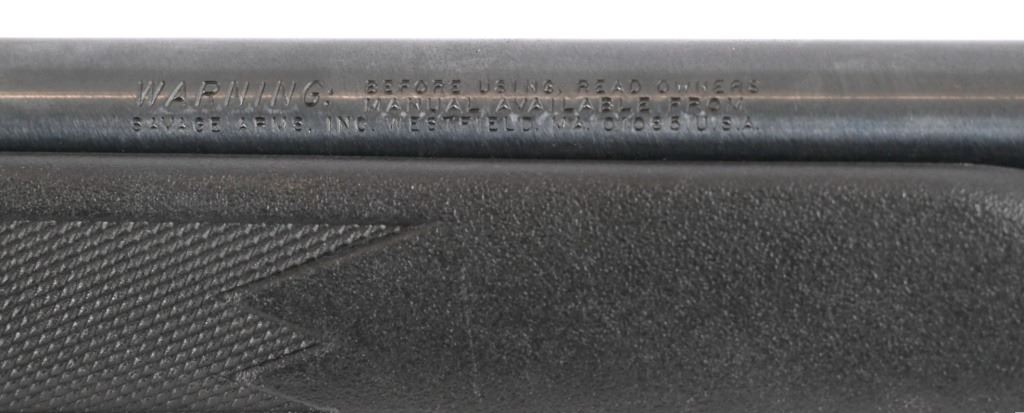 WARNING: BEFORE USING, READ OWNERS
MANUAL AVAILABLE FROM
SAVAGE ARMS, INC. WESTFIELD, MA. 01085 U.S.A.